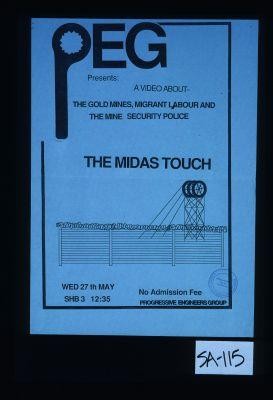 PEG
Presents:
A VIDEO ABOUT-
THE GOLD MINES, MIGRANT LABOUR AND
THE MINE SECURITY POLICE
THE MIDAS TOUCH
WED 27 th MAY
SHB 3 12:35
No Admission Fee
PROGRESSIVE ENGINEERS GROUP
SA-115